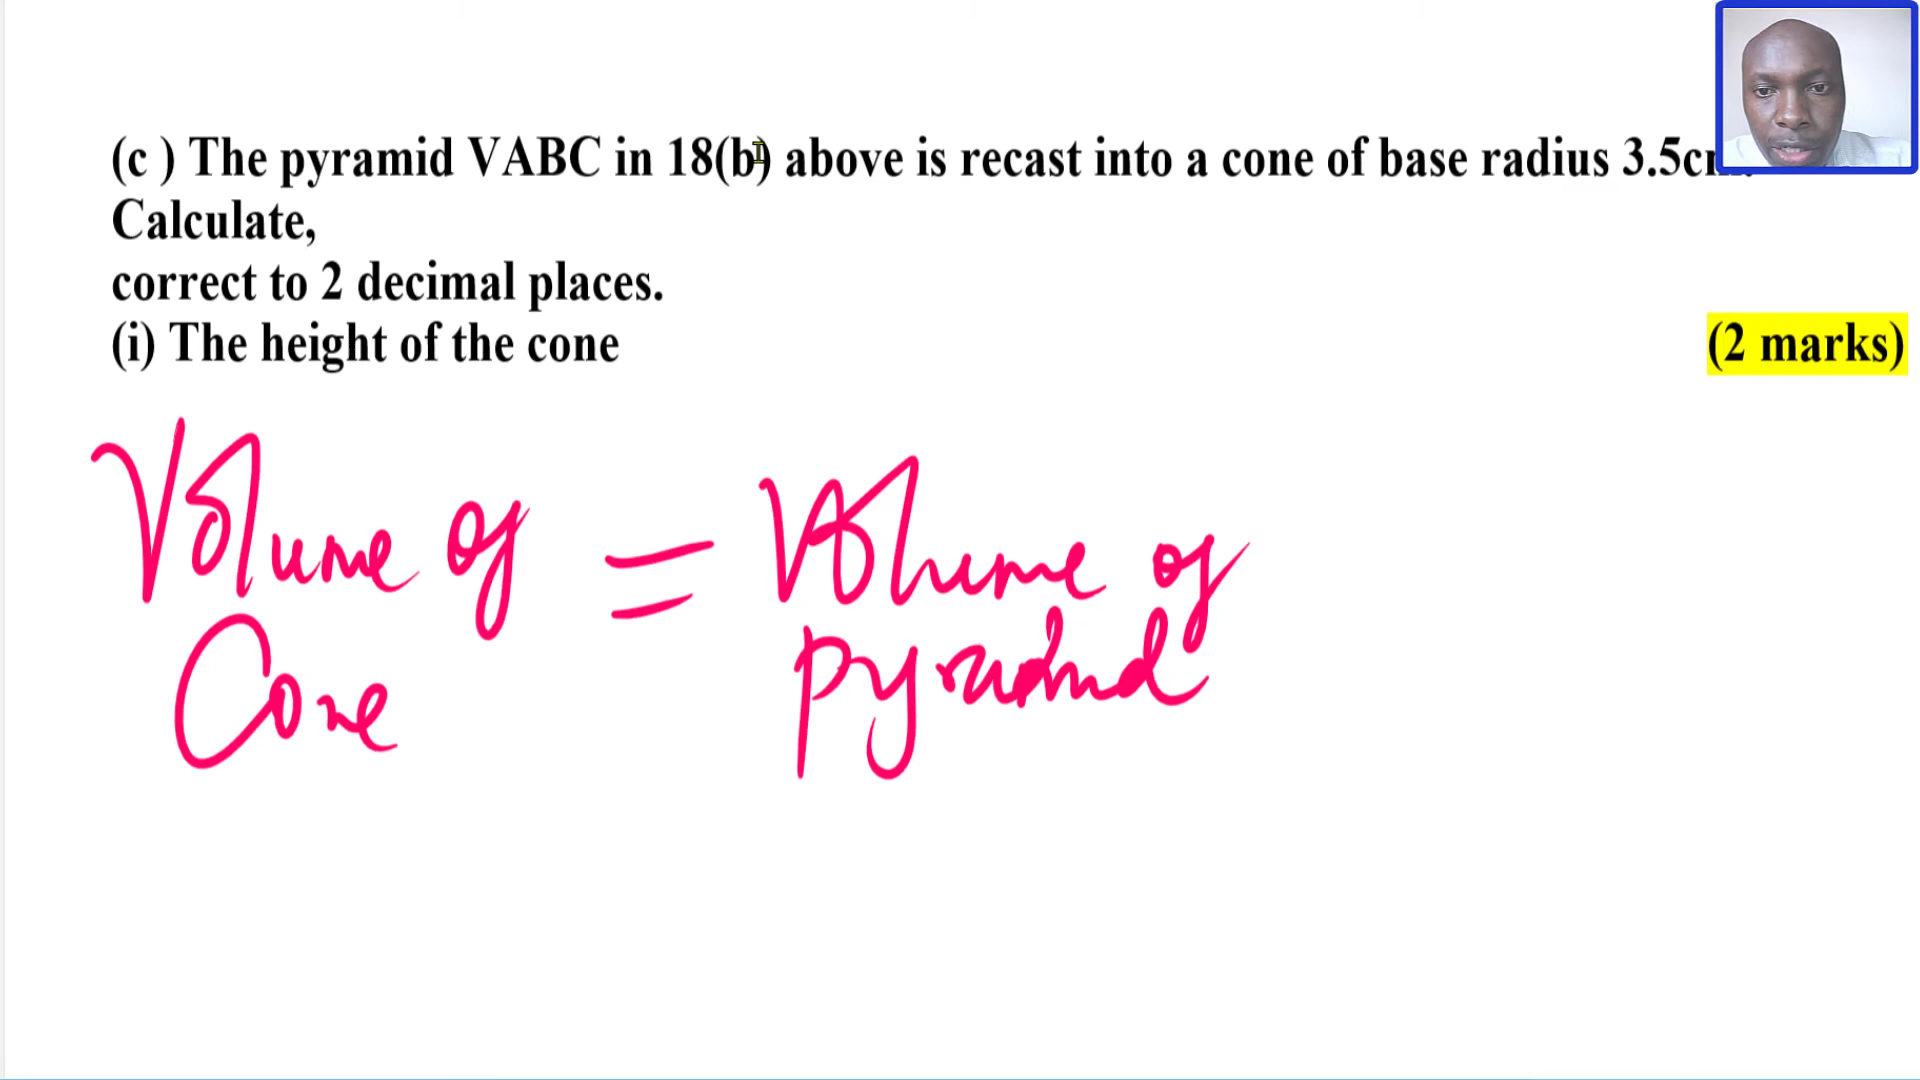 (c ) The pyramid VABC in 18(b) above is recast into a cone of base radius 3.5cm.
Calculate,
correct to 2 decimal places.
(i) The height of the cone (2 marks)
Volume of = Volume of
Cone pyramid